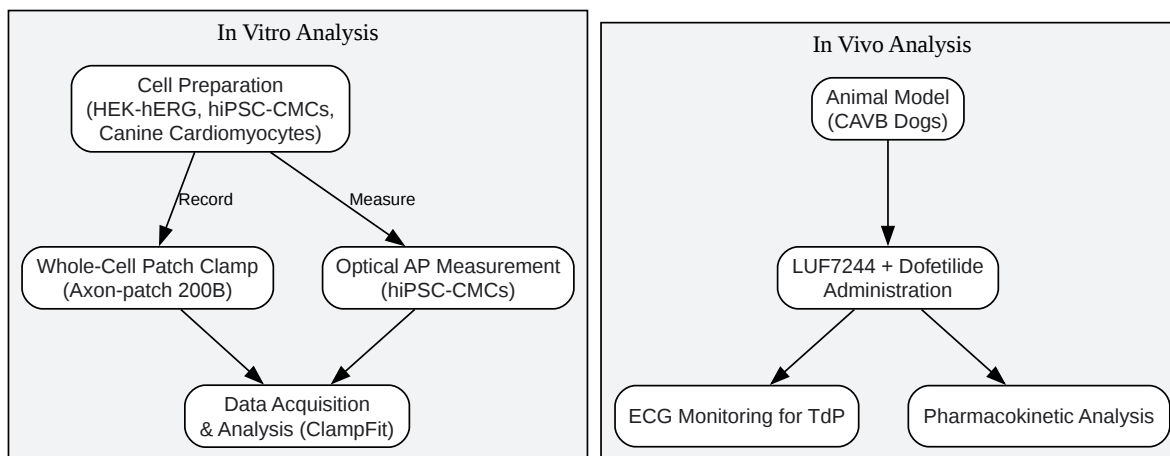 In Vitro Analysis
Cell Preparation
(HEK-hERG, hiPSC-CMCs,
Canine Cardiomyocytes)
Record
Measure
Whole-Cell Patch Clamp
(Axon-patch 200B)
Optical AP Measurement
(hiPSC-CMCs)
Data Acquisition
& Analysis (ClampFit)
In Vivo Analysis
Animal Model
(CAVB Dogs)
LUF7244 + Dofetilide
Administration
ECG Monitoring for TdP
Pharmacokinetic Analysis